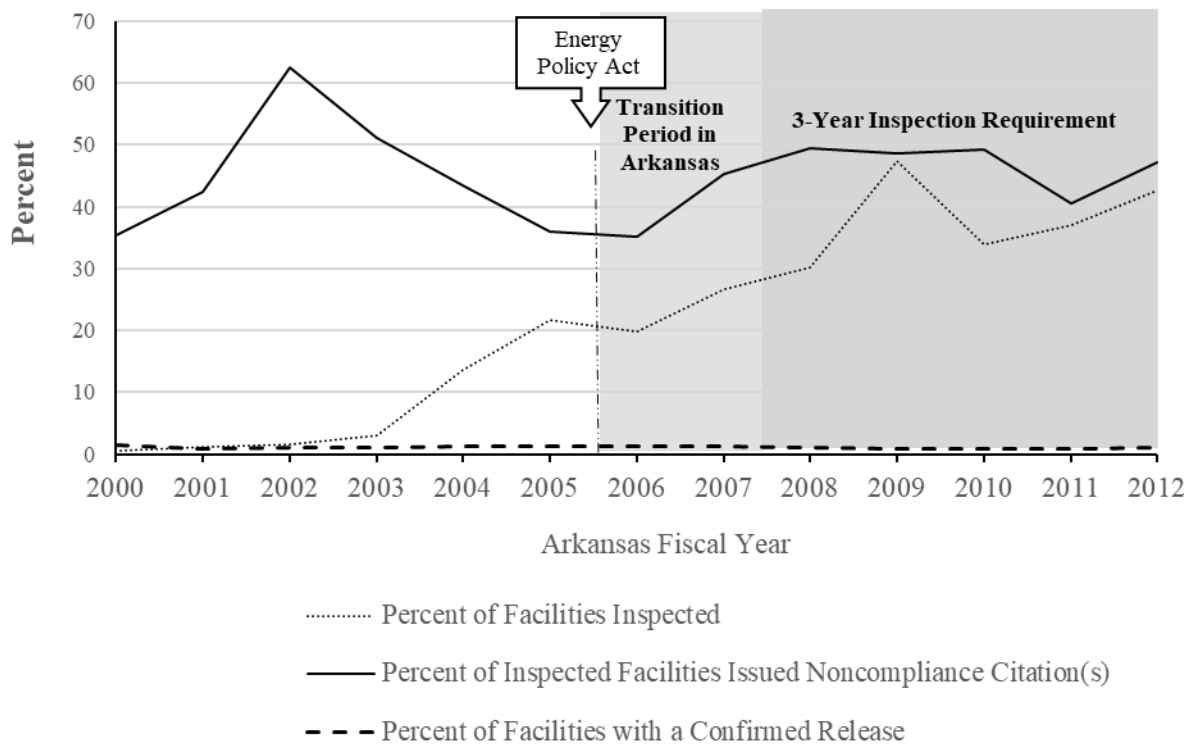 70
60
50
40
30
20
10
0
Percent
Energy
Policy Act
Transition
Period in
Arkansas
3-Year Inspection Requirement
2000 2001 2002 2003 2004 2005 2006 2007 2008 2009 2010 2011 2012
Arkansas Fiscal Year
Percent of Facilities Inspected
Percent of Inspected Facilities Issued Noncompliance Citation(s)
Percent of Facilities with a Confirmed Release